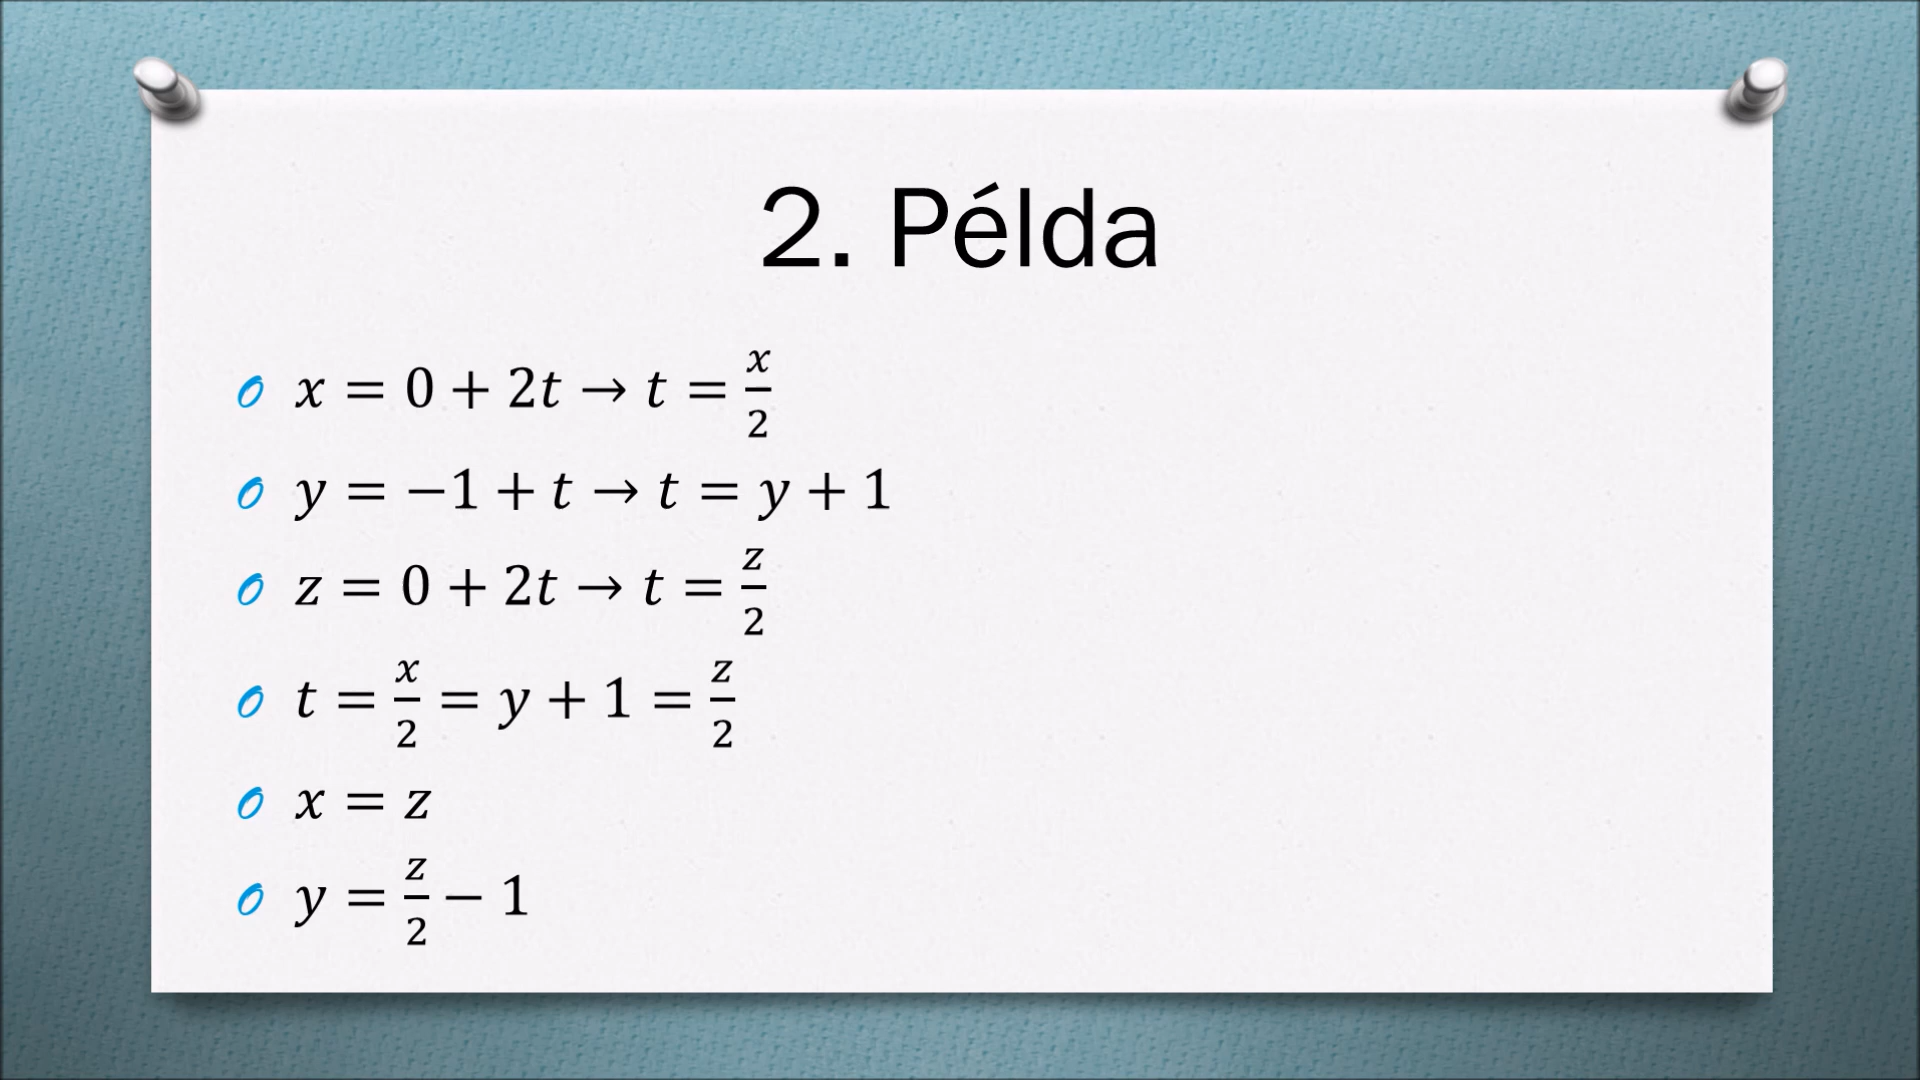 2. Példa
x = 0 + 2t → t = x/2
y = −1 + t → t = y + 1
z = 0 + 2t → t = z/2
t = x/2 = y + 1 = z/2
x = z
y = z/2 − 1